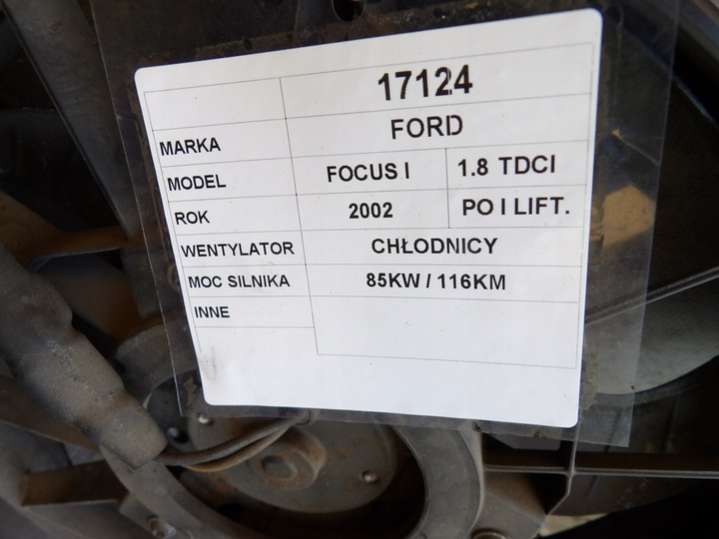 17124
MARKA FORD
MODEL FOCUS I 1.8 TDCI
ROK 2002 PO I LIFT.
WENTYLATOR CHŁODNICY
MOC SILNIKA 85KW / 116KM
INNE